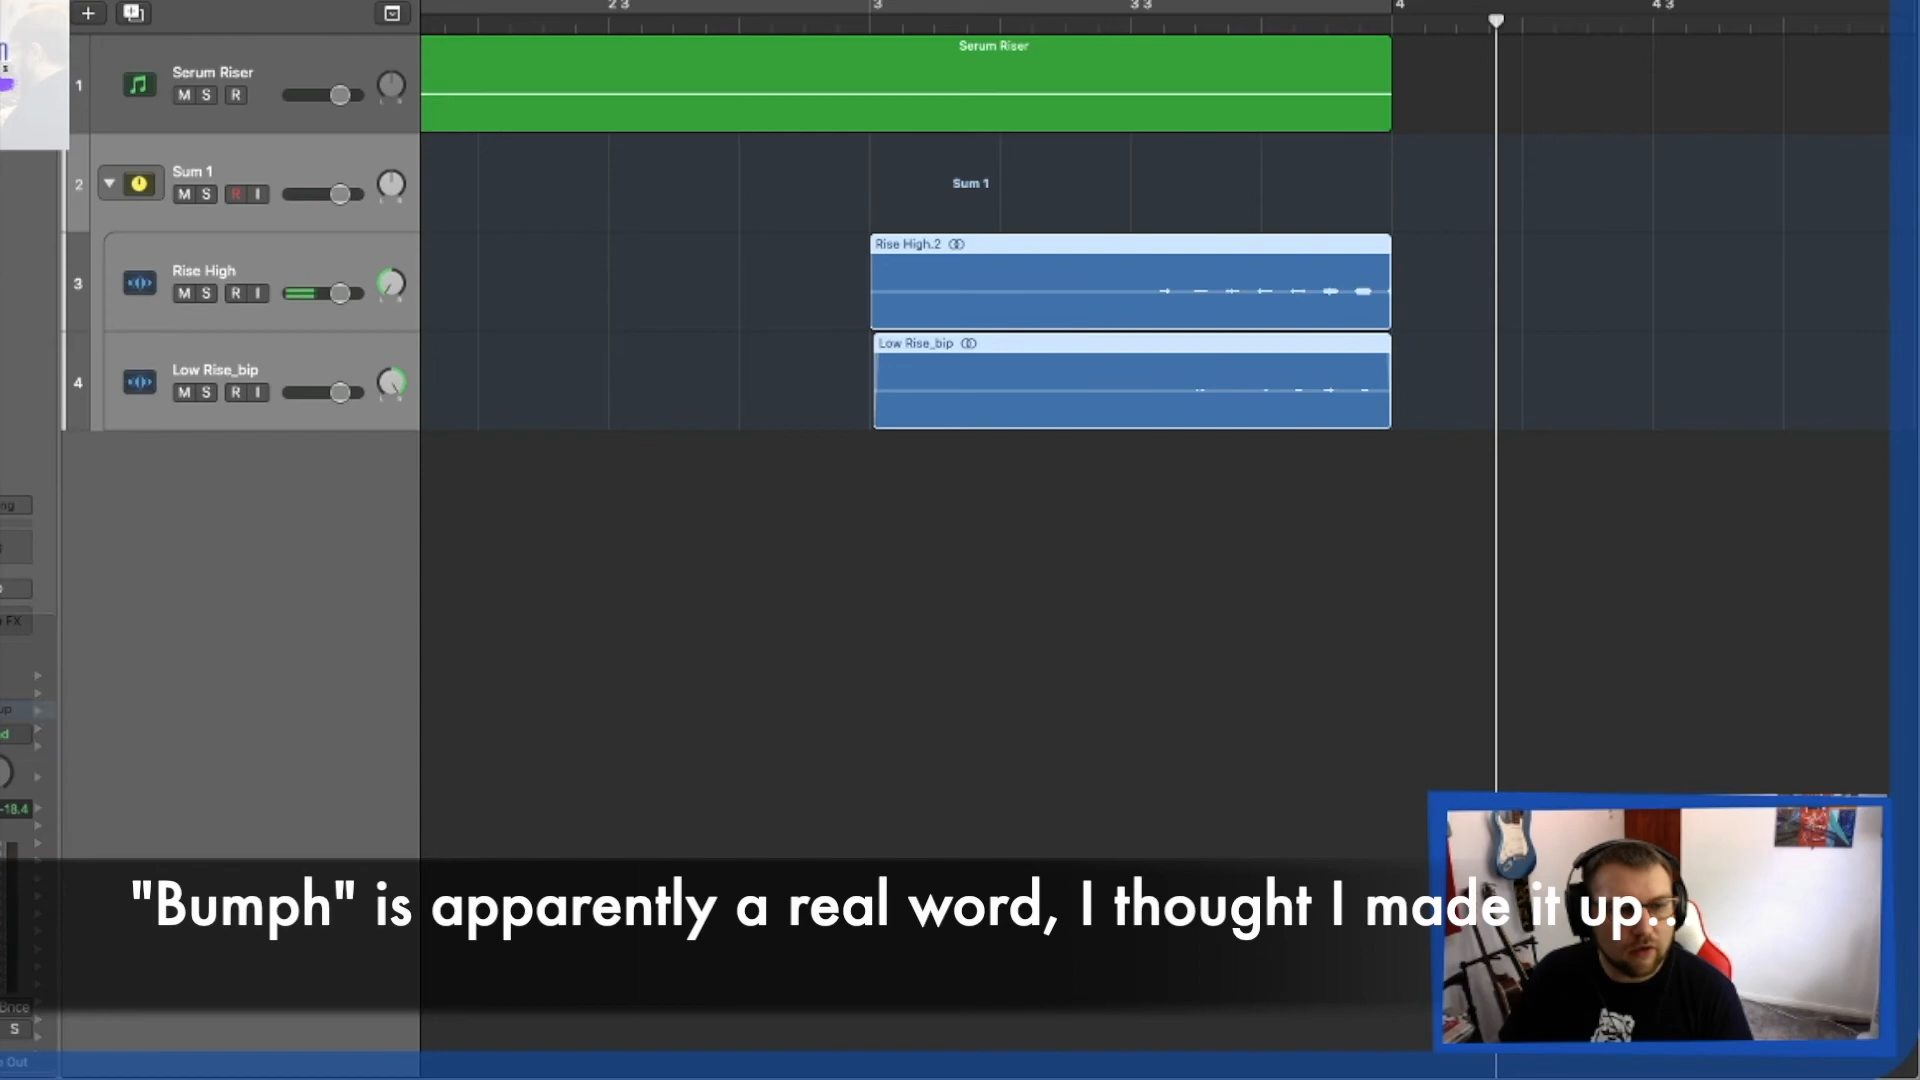 2 3
3
3 3
4
4 3
1
Serum Riser
M S R
Serum Riser
2
Sum 1
M S R I
Sum 1
3
Rise High
M S R I
Rise High.2
4
Low Rise_bip
M S R I
Low Rise_bip
FX
-18.4
Bnce
S
Out
"Bumph" is apparently a real word, I thought I made it up...